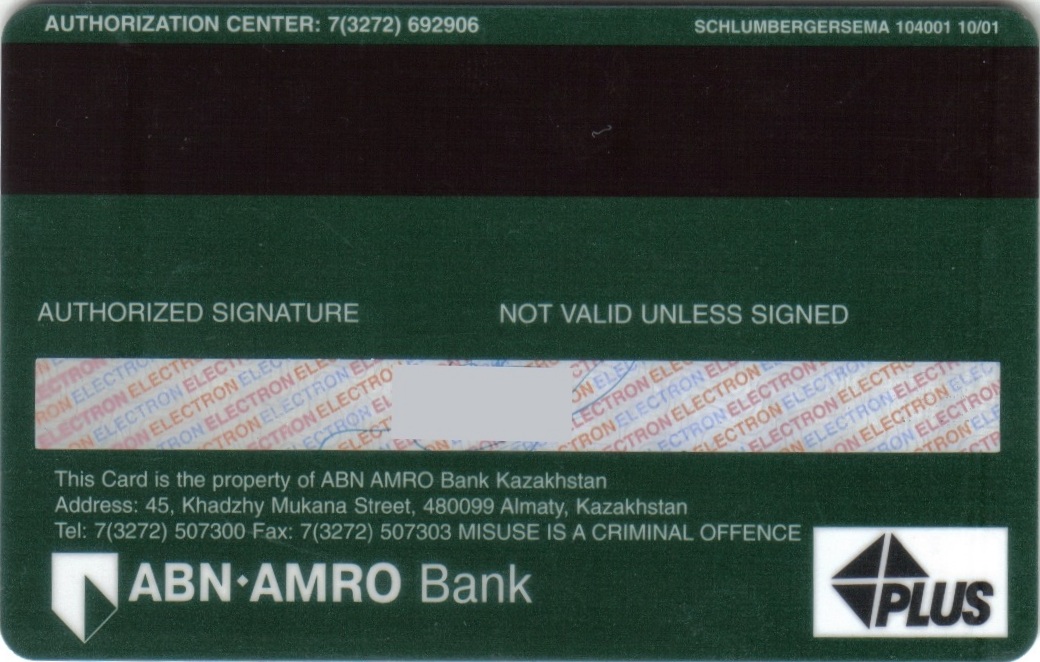 AUTHORIZATION CENTER: 7(3272) 692906 SCHLUMBERGERSEMA 104001 10/01
AUTHORIZED SIGNATURE NOT VALID UNLESS SIGNED
ELECTRON ELECTRON ELECTRON ELECTRON
This Card is the property of ABN AMRO Bank Kazakhstan
Address: 45, Khadzhy Mukana Street, 480099 Almaty, Kazakhstan
Tel: 7(3272) 507300 Fax: 7(3272) 507303 MISUSE IS A CRIMINAL OFFENCE
ABN·AMRO Bank
PLUS